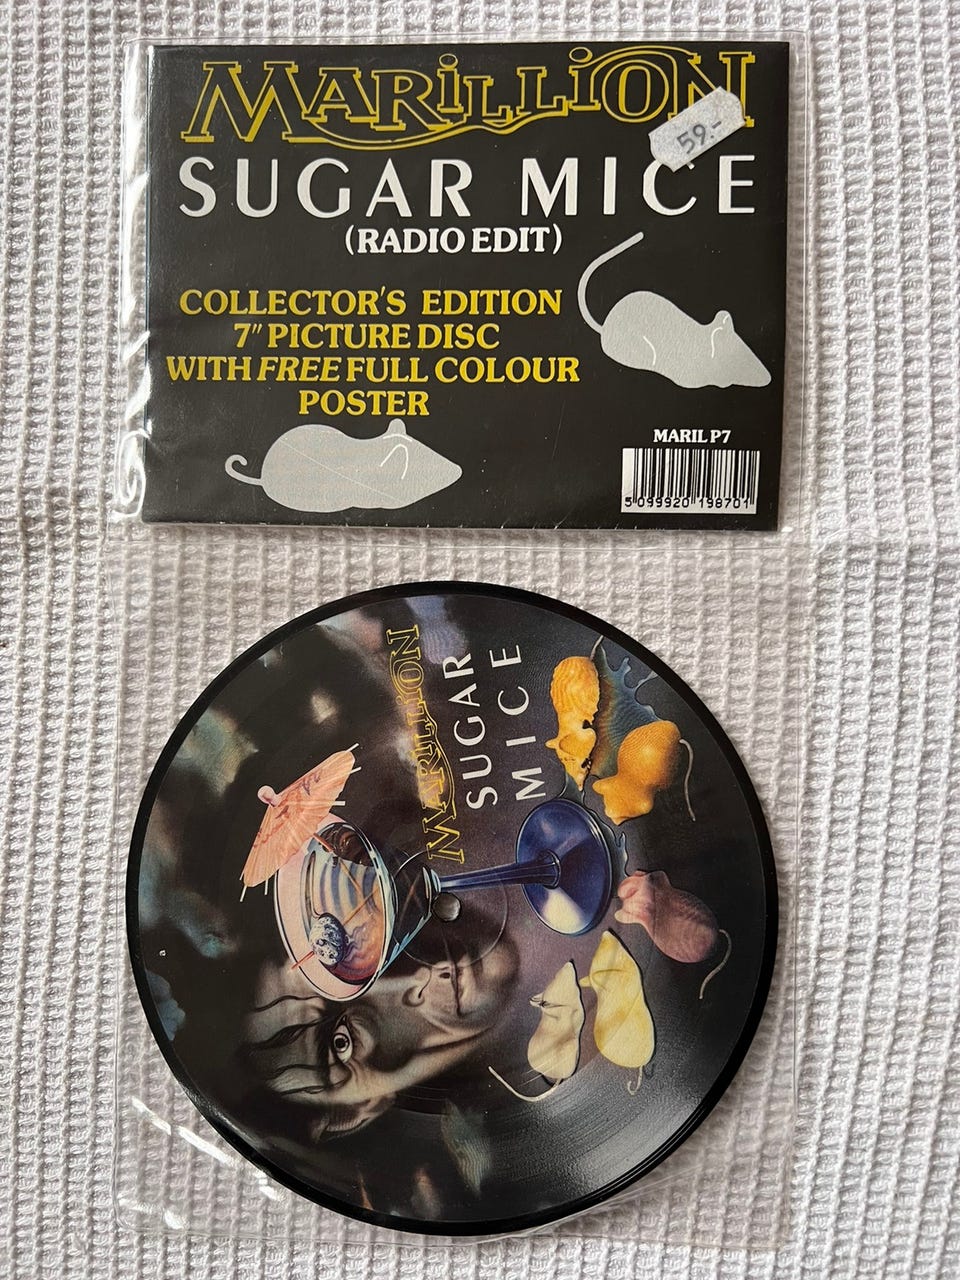 MARILLION
59.-
SUGAR MICE
(RADIO EDIT)
COLLECTOR'S EDITION
7" PICTURE DISC
WITH FREE FULL COLOUR
POSTER
MARIL P7
5 099920 198701
MARILLION
SUGAR
MICE